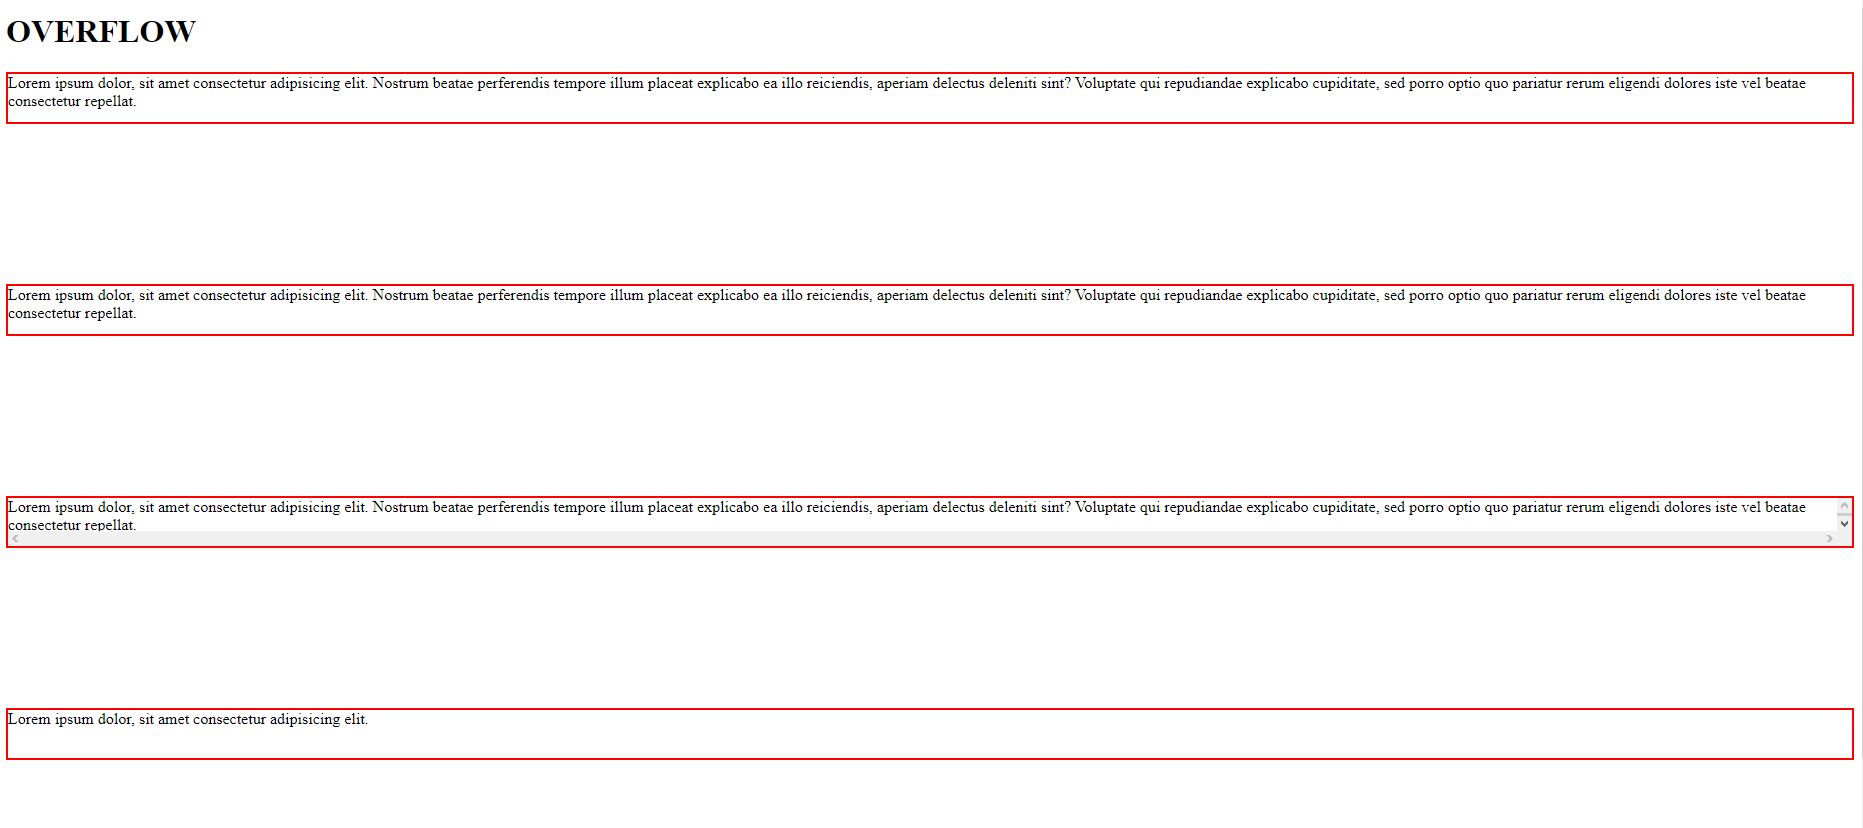 OVERFLOW
Lorem ipsum dolor, sit amet consectetur adipisicing elit. Nostrum beatae perferendis tempore illum placeat explicabo ea illo reiciendis, aperiam delectus deleniti sint? Voluptate qui repudiandae explicabo cupiditate, sed porro optio quo pariatur rerum eligendi dolores iste vel beatae
consectetur repellat.
Lorem ipsum dolor, sit amet consectetur adipisicing elit. Nostrum beatae perferendis tempore illum placeat explicabo ea illo reiciendis, aperiam delectus deleniti sint? Voluptate qui repudiandae explicabo cupiditate, sed porro optio quo pariatur rerum eligendi dolores iste vel beatae
consectetur repellat.
Lorem ipsum dolor, sit amet consectetur adipisicing elit. Nostrum beatae perferendis tempore illum placeat explicabo ea illo reiciendis, aperiam delectus deleniti sint? Voluptate qui repudiandae explicabo cupiditate, sed porro optio quo pariatur rerum eligendi dolores iste vel beatae
consectetur repellat.
Lorem ipsum dolor, sit amet consectetur adipisicing elit.